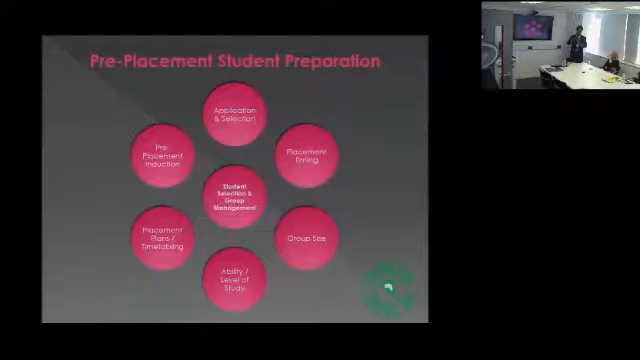 Pre-Placement Student Preparation
Application
& Selection
Placement
Timing
Group Size
Ability /
Level of
Study
Placement
Plans /
Timetabling
Pre
Placement
Induction
Student
Selection &
Group
Management